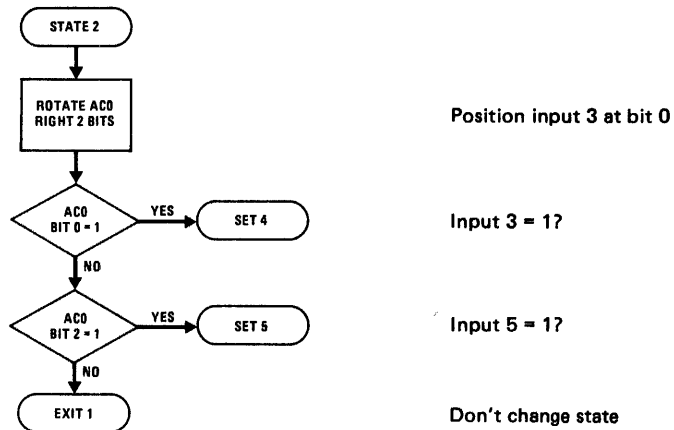 STATE 2
ROTATE AC0
RIGHT 2 BITS
Position input 3 at bit 0
AC0
BIT 0 = 1
YES
SET 4
Input 3 = 1?
NO
AC0
BIT 2 = 1
YES
SET 5
Input 5 = 1?
NO
EXIT 1
Don't change state